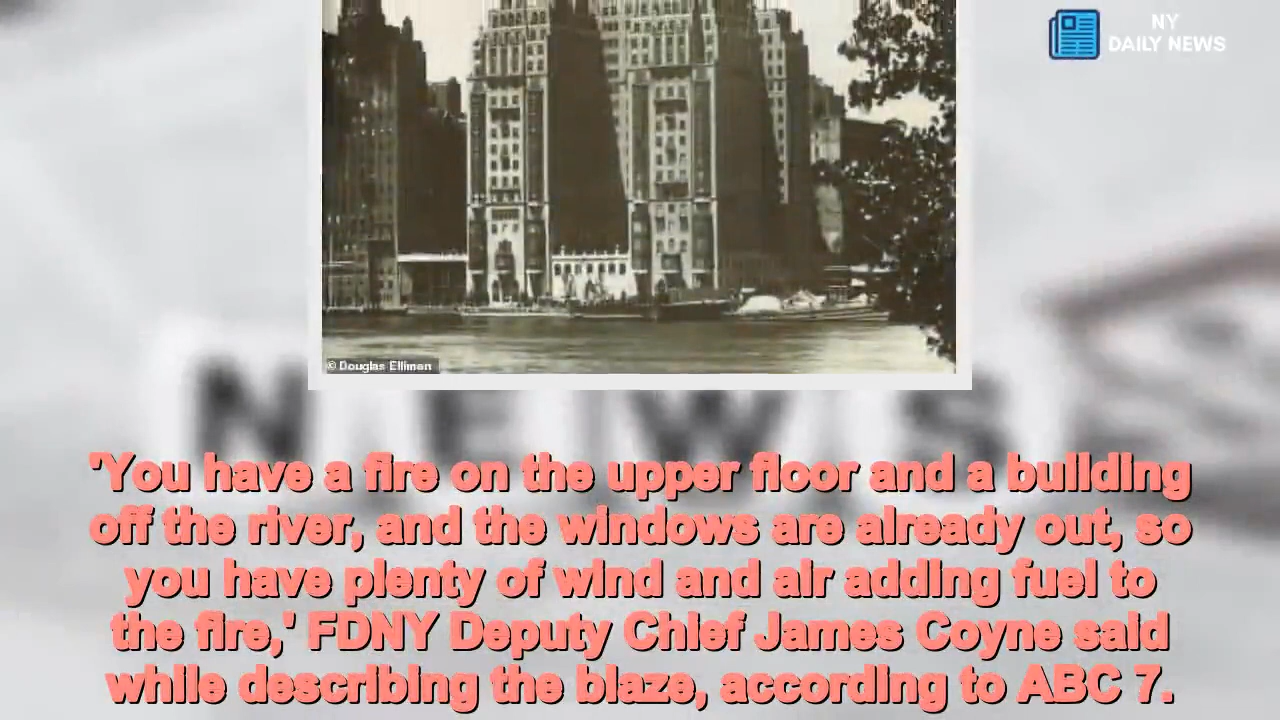 NY
DAILY NEWS
© Douglas Elliman
NEWS
'You have a fire on the upper floor and a building
off the river, and the windows are already out, so
you have plenty of wind and air adding fuel to
the fire,' FDNY Deputy Chief James Coyne said
while describing the blaze, according to ABC 7.